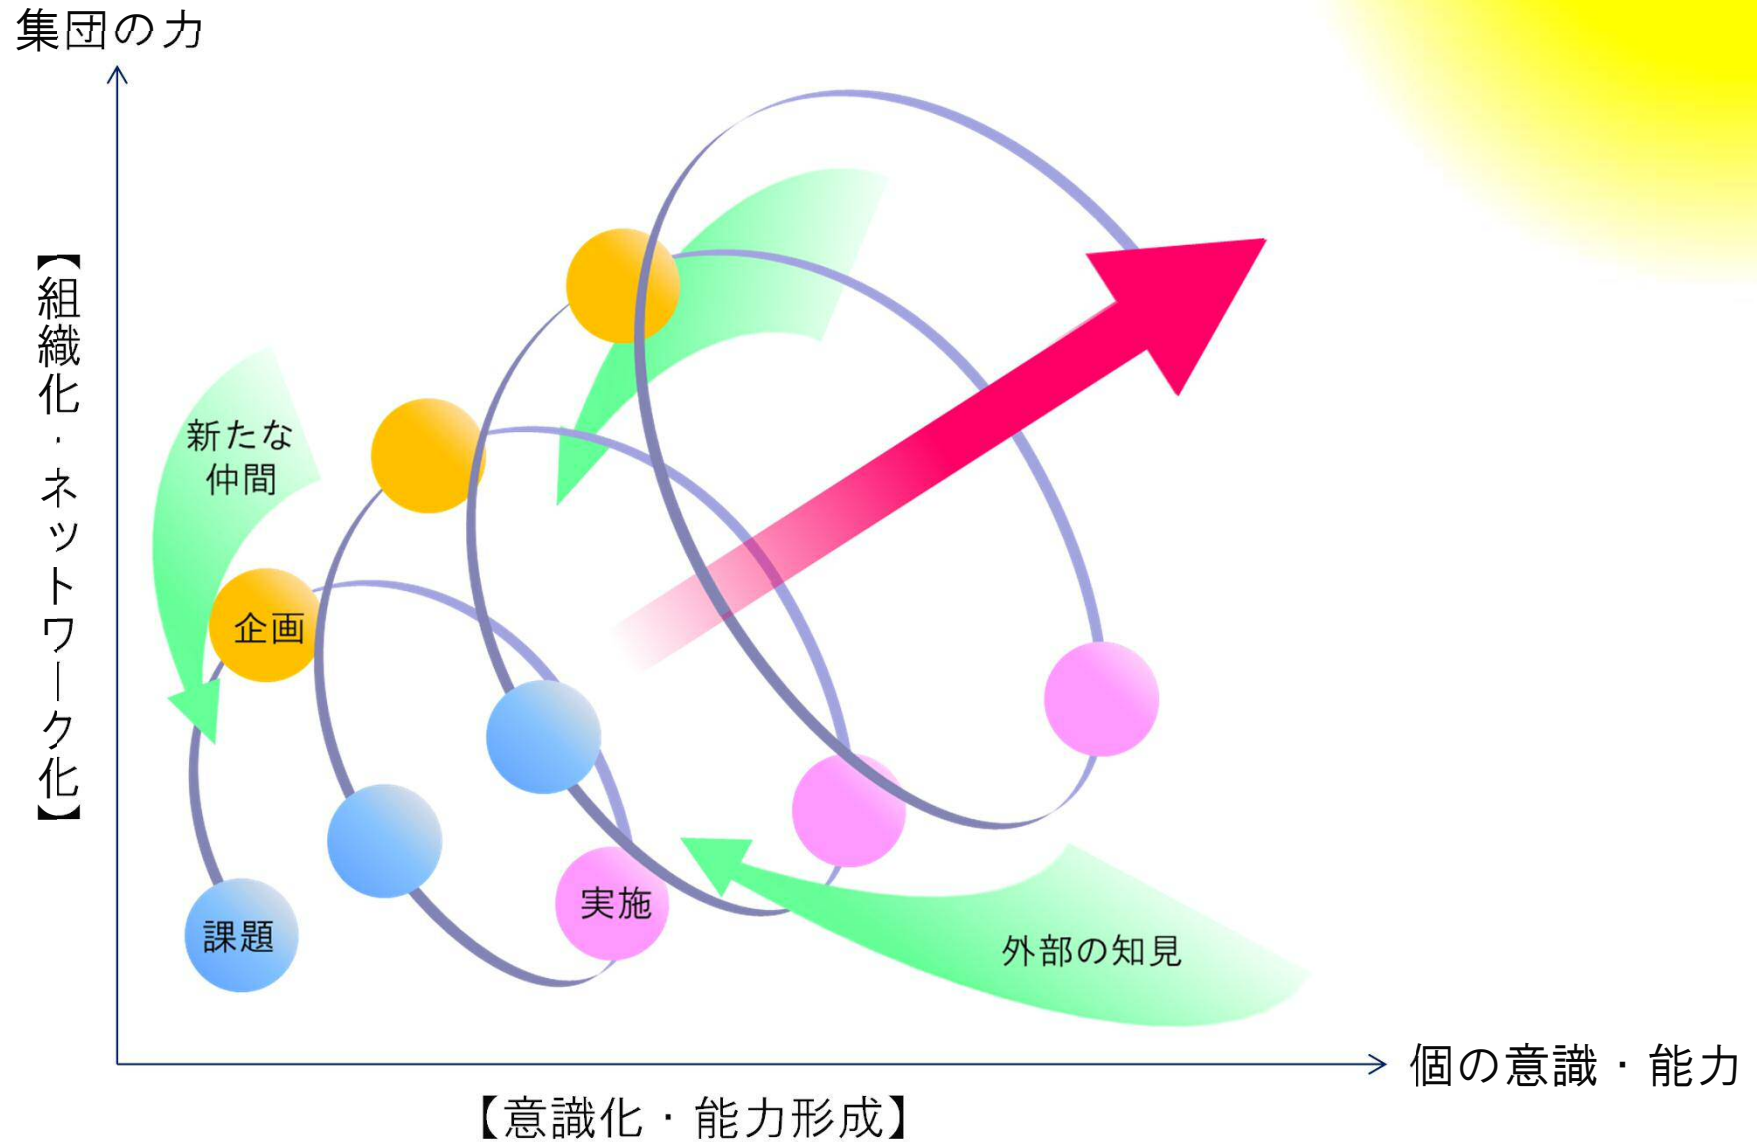 集団の力
【組織化・ネットワーク化】
新たな
仲間
企画
課題
実施
外部の知見
個の意識・能力
【意識化・能力形成】